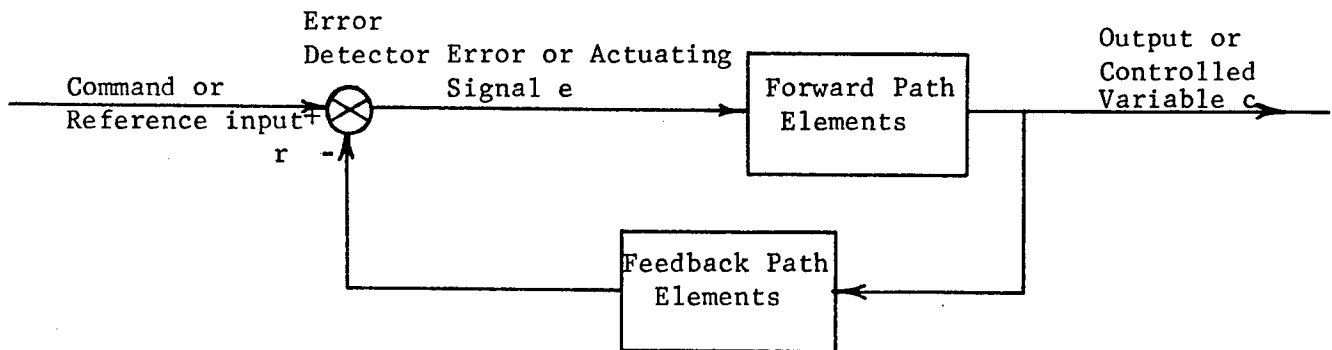 Error
Detector Error or Actuating
Signal e
Command or
Reference input+
r -
Forward Path
Elements
Output or
Controlled
Variable c
Feedback Path
Elements